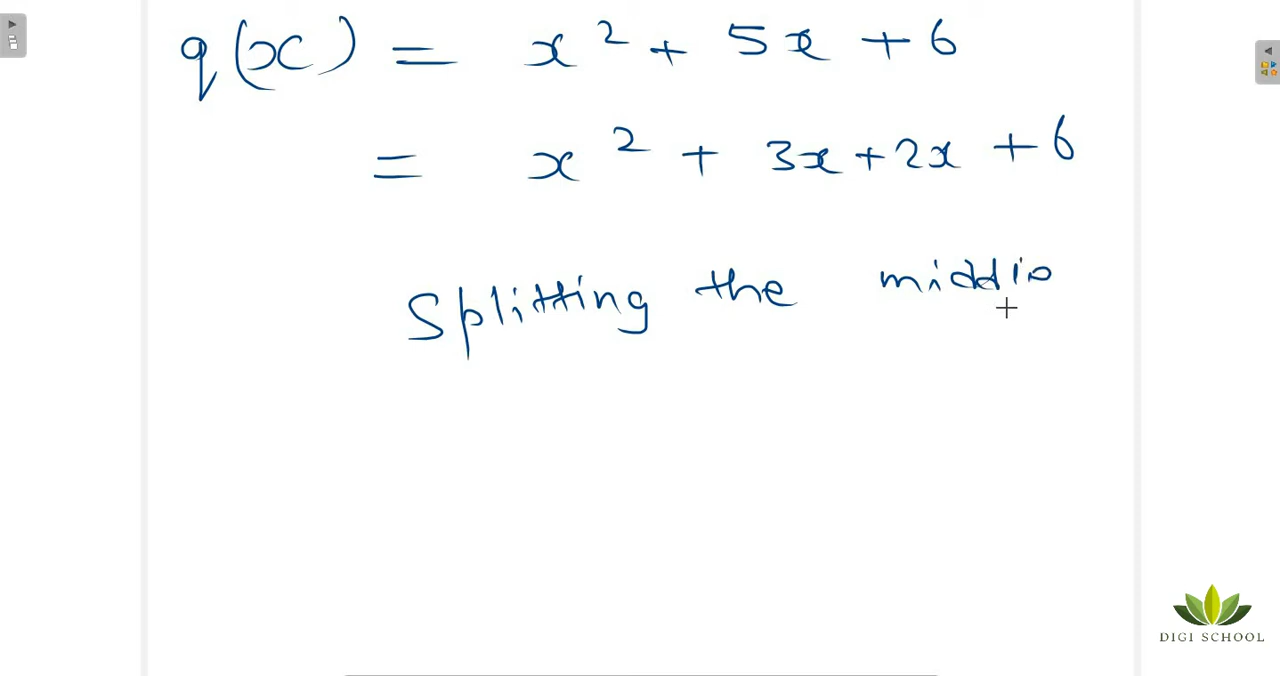 q(x) = x² + 5x + 6
= x² + 3x + 2x + 6
Splitting the middle
DIGI SCHOOL